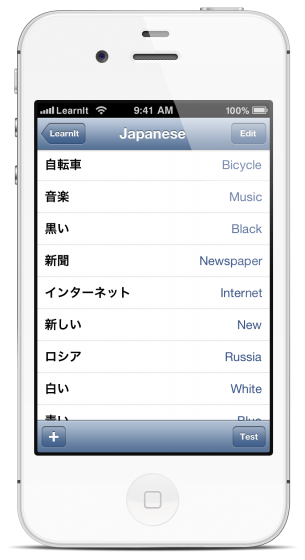 LearnIt 9:41 AM 100%
LearnIt Japanese Edit
自転車 Bicycle
音楽 Music
黒い Black
新聞 Newspaper
インターネット Internet
新しい New
ロシア Russia
白い White
青い Blue
+ Test